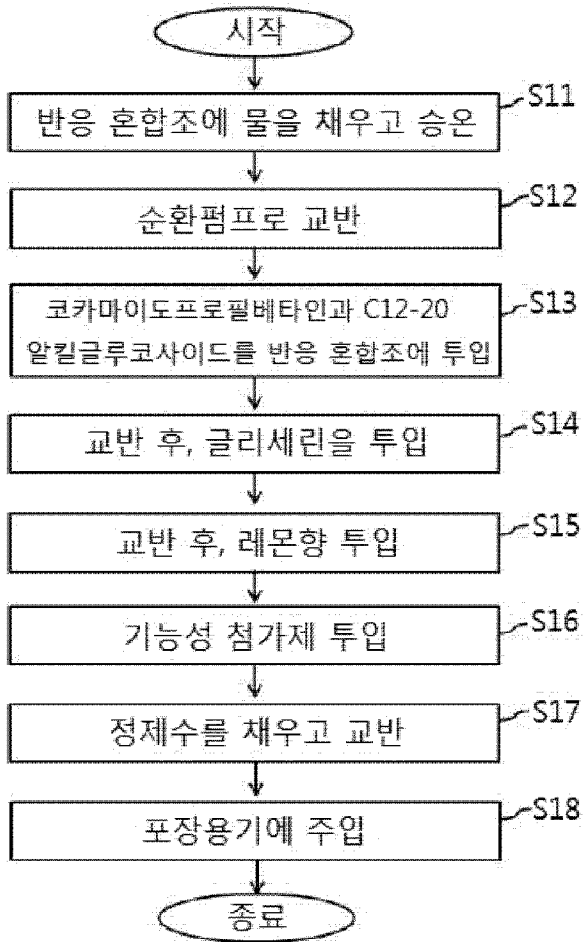 시작
S11
반응 혼합조에 물을 채우고 승온
S12
순환펌프로 교반
S13
코카마이도프로필베타인과 C12-20
알킬글루코사이드를 반응 혼합조에 투입
S14
교반 후, 글리세린을 투입
S15
교반 후, 레몬향 투입
S16
기능성 첨가제 투입
S17
정제수를 채우고 교반
S18
포장용기에 주입
종료